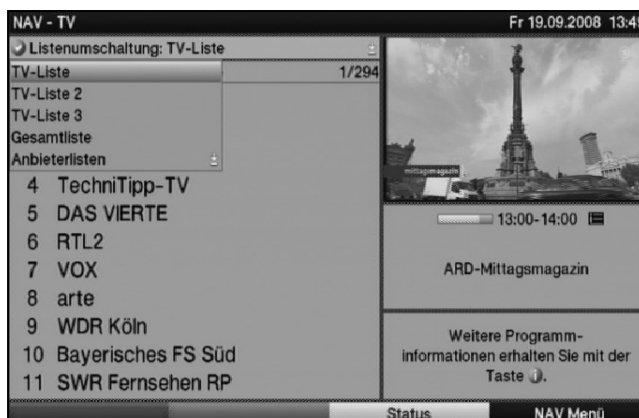 NAV - TV
Fr 19.09.2008 13:49
Listenumschaltung: TV-Liste
TV-Liste
1/294
TV-Liste 2
TV-Liste 3
Gesamtliste
Anbieterlisten
4 TechniTipp-TV
5 DAS VIERTE
6 RTL2
7 VOX
8 arte
9 WDR Köln
10 Bayerisches FS Süd
11 SWR Fernsehen RP
mittagsmagazin
13:00-14:00
ARD-Mittagsmagazin
Weitere Programm-
informationen erhalten Sie mit der
Taste i.
Status
NAV Menü